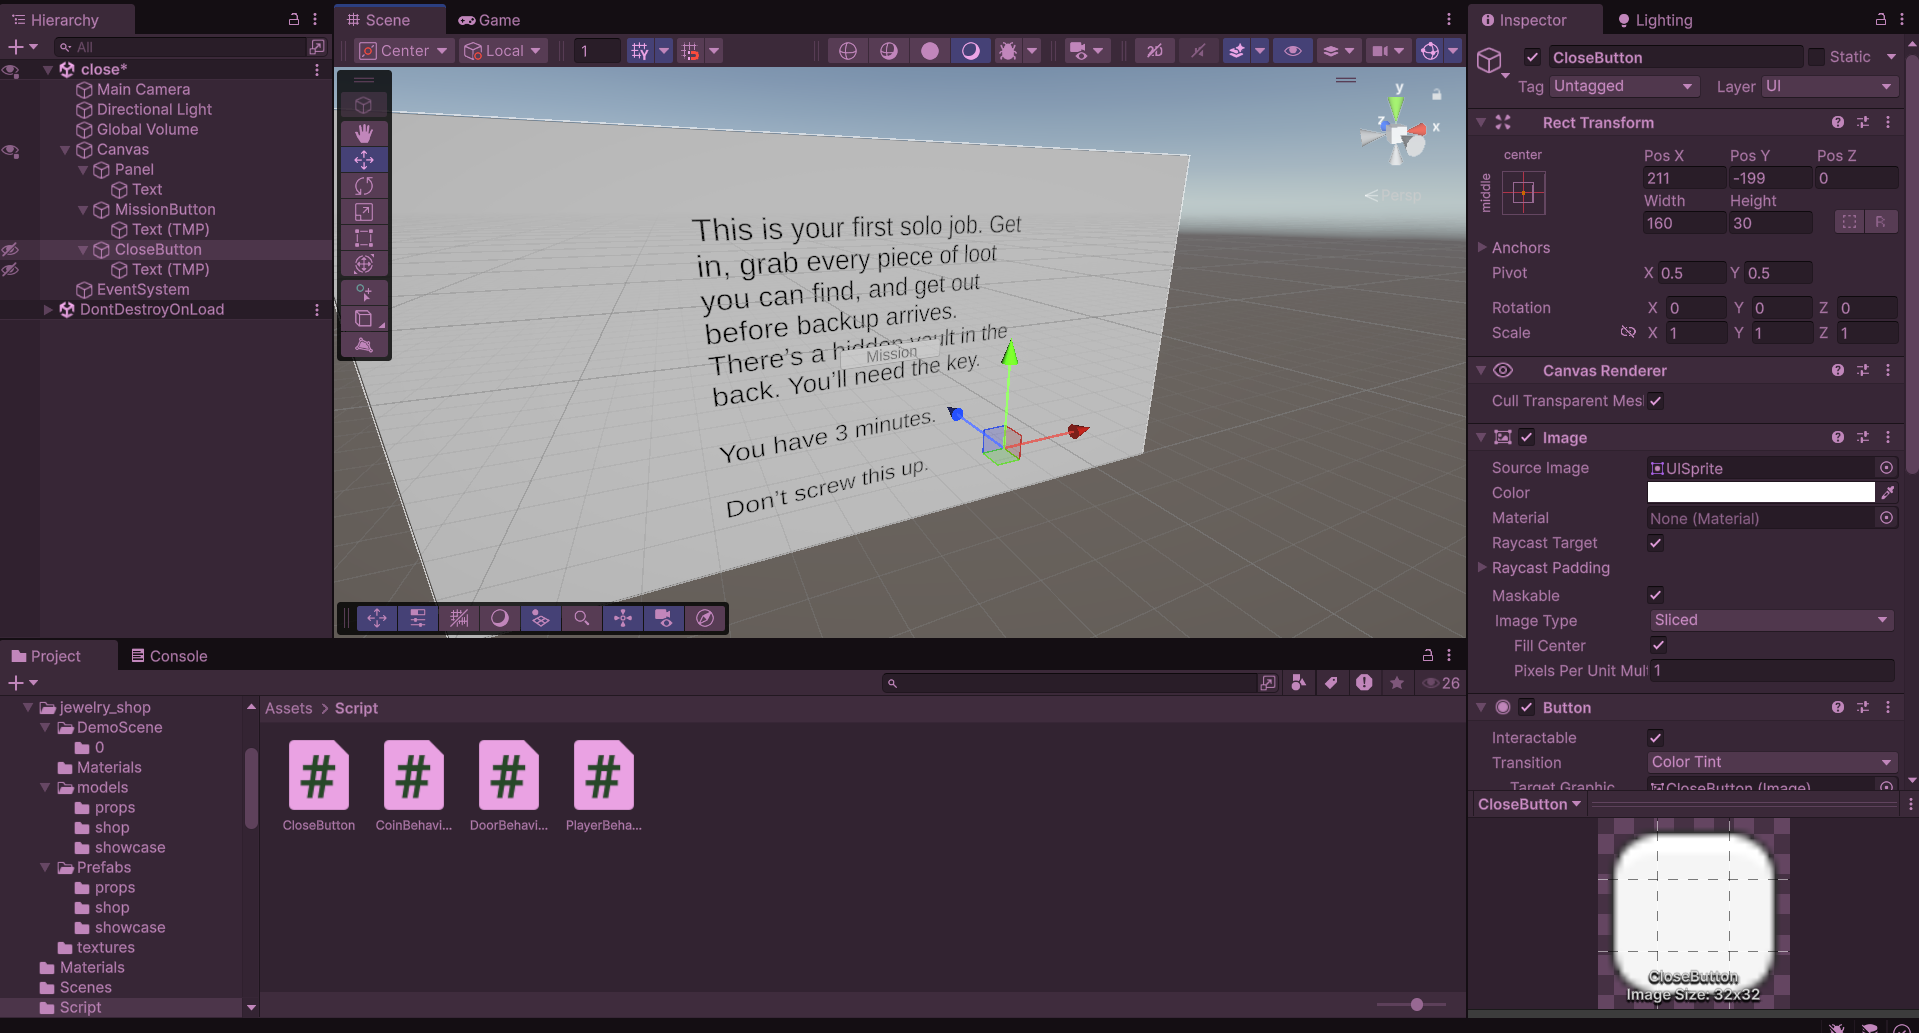 Hierarchy
All
close*
Main Camera
Directional Light
Global Volume
Canvas
Panel
Text
MissionButton
Text (TMP)
CloseButton
Text (TMP)
EventSystem
DontDestroyOnLoad
Scene
Game
Center
Local
1
2D
y
x
z
Persp
This is your first solo job. Get
in, grab every piece of loot
you can find, and get out
before backup arrives.
There’s a hidden vault in the
back. You’ll need the key.
Mission
You have 3 minutes.
Don’t screw this up.
Inspector
Lighting
CloseButton
Static
Tag
Untagged
Layer
UI
Rect Transform
center
middle
Pos X
Pos Y
Pos Z
211
-199
0
Width
Height
160
30
R
Anchors
Pivot
X
0.5
Y
0.5
Rotation
X
0
Y
0
Z
0
Scale
X
1
Y
1
Z
1
Canvas Renderer
Cull Transparent Mes
Image
Source Image
UISprite
Color
Material
None (Material)
Raycast Target
Raycast Padding
Maskable
Image Type
Sliced
Fill Center
Pixels Per Unit Mul
1
Button
Interactable
Transition
Color Tint
Target Graphic
CloseButton (Image)
CloseButton
CloseButton
Image Size: 32x32
Project
Console
26
jewelry_shop
DemoScene
0
Materials
models
props
shop
showcase
Prefabs
props
shop
showcase
textures
Materials
Scenes
Script
Assets > Script
#
#
#
#
CloseButton
CoinBehavi...
DoorBehavi...
PlayerBeha...